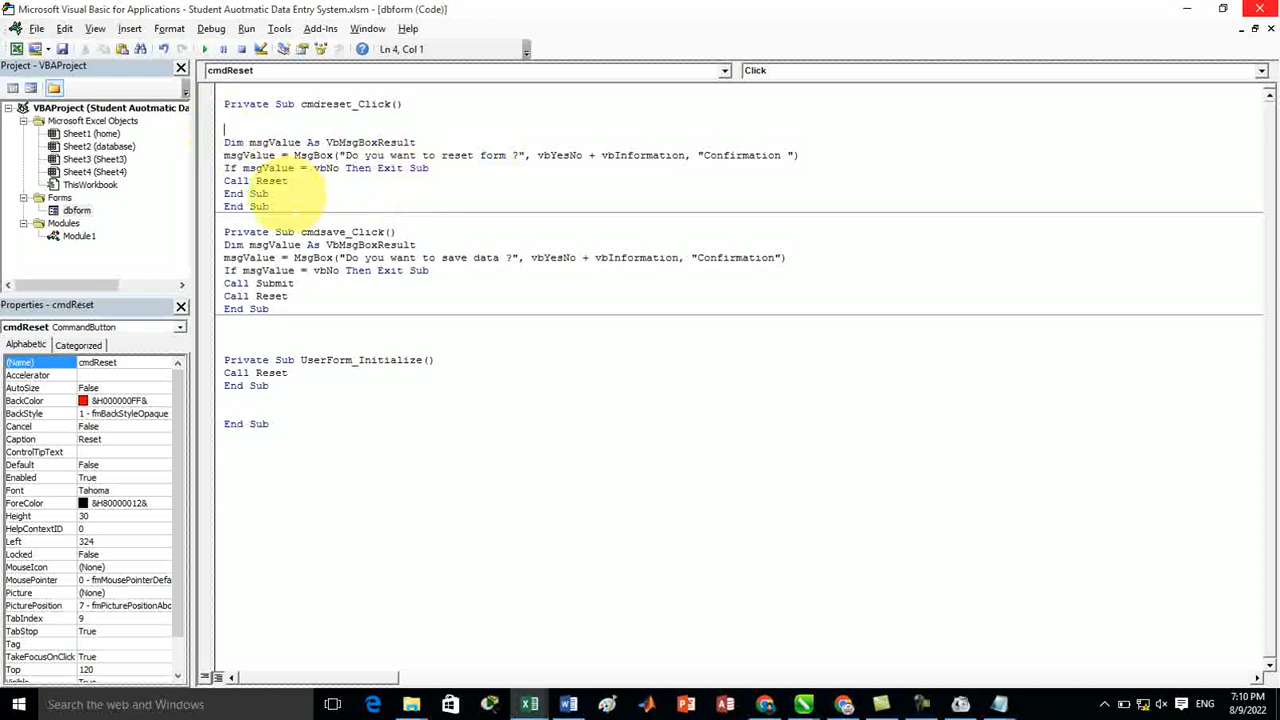 Microsoft Visual Basic for Applications - Student Auotmatic Data Entry System.xlsm - [dbform (Code)]
File Edit View Insert Format Debug Run Tools Add-Ins Window Help
Ln 4, Col 1
Project - VBAProject
cmdReset Click
VBAProject (Student Auotmatic Da
Microsoft Excel Objects
Sheet1 (home)
Sheet2 (database)
Sheet3 (Sheet3)
Sheet4 (Sheet4)
ThisWorkbook
Forms
dbform
Modules
Module1
Properties - cmdReset
cmdReset CommandButton
Alphabetic Categorized
(Name) cmdReset
Accelerator
AutoSize False
BackColor &H000000FF&
BackStyle 1 - fmBackStyleOpaque
Cancel False
Caption Reset
ControlTipText
Default False
Enabled True
Font Tahoma
ForeColor &H80000012&
Height 30
HelpContextID 0
Left 324
Locked False
MouseIcon (None)
MousePointer 0 - fmMousePointerDefa
Picture (None)
PicturePosition 7 - fmPicturePositionAbo
TabIndex 9
TabStop True
Tag
TakeFocusOnClick True
Top 120
Visible True
Private Sub cmdreset_Click()
Dim msgValue As VbMsgBoxResult
msgValue = MsgBox("Do you want to reset form ?", vbYesNo + vbInformation, "Confirmation ")
If msgValue = vbNo Then Exit Sub
Call Reset
End Sub
End Sub
Private Sub cmdsave_Click()
Dim msgValue As VbMsgBoxResult
msgValue = MsgBox("Do you want to save data ?", vbYesNo + vbInformation, "Confirmation")
If msgValue = vbNo Then Exit Sub
Call Submit
Call Reset
End Sub
Private Sub UserForm_Initialize()
Call Reset
End Sub
End Sub
Search the web and Windows
ENG
7:10 PM
8/9/2022